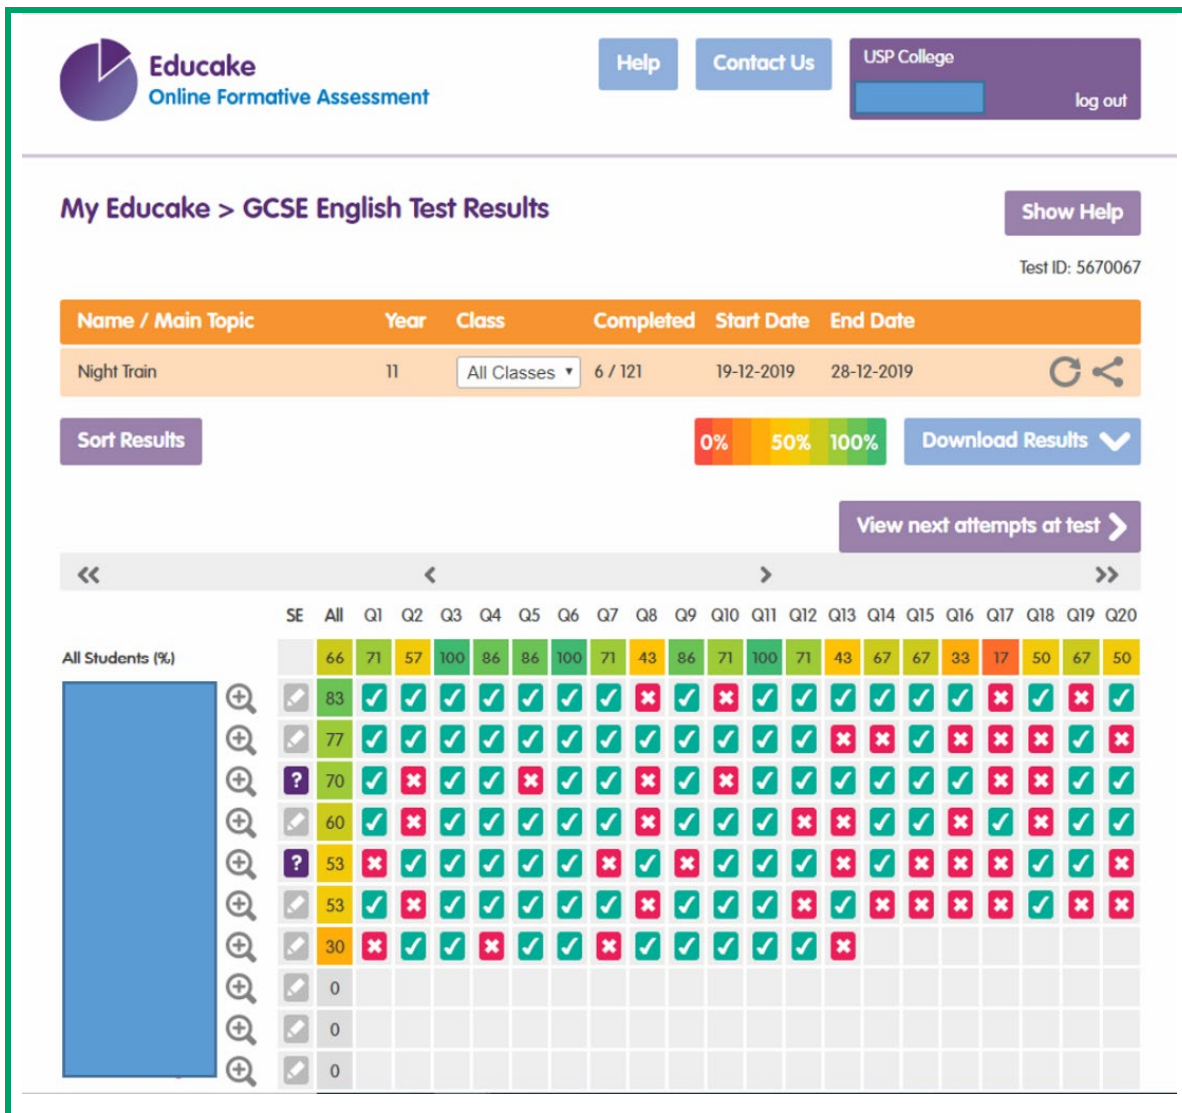 Educake
Online Formative Assessment
Help
Contact Us
USP College
log out
My Educake > GCSE English Test Results
Show Help
Test ID: 5670067
Name / Main Topic Year Class Completed Start Date End Date
Night Train 11 All Classes 6 / 121 19-12-2019 28-12-2019
Sort Results
0% 50% 100%
Download Results
View next attempts at test
SE All Q1 Q2 Q3 Q4 Q5 Q6 Q7 Q8 Q9 Q10 Q11 Q12 Q13 Q14 Q15 Q16 Q17 Q18 Q19 Q20
All Students (%) 66 71 57 100 86 86 100 71 43 86 71 100 71 43 67 67 33 17 50 67 50
83
77
? 70
60
? 53
53
30
0
0
0